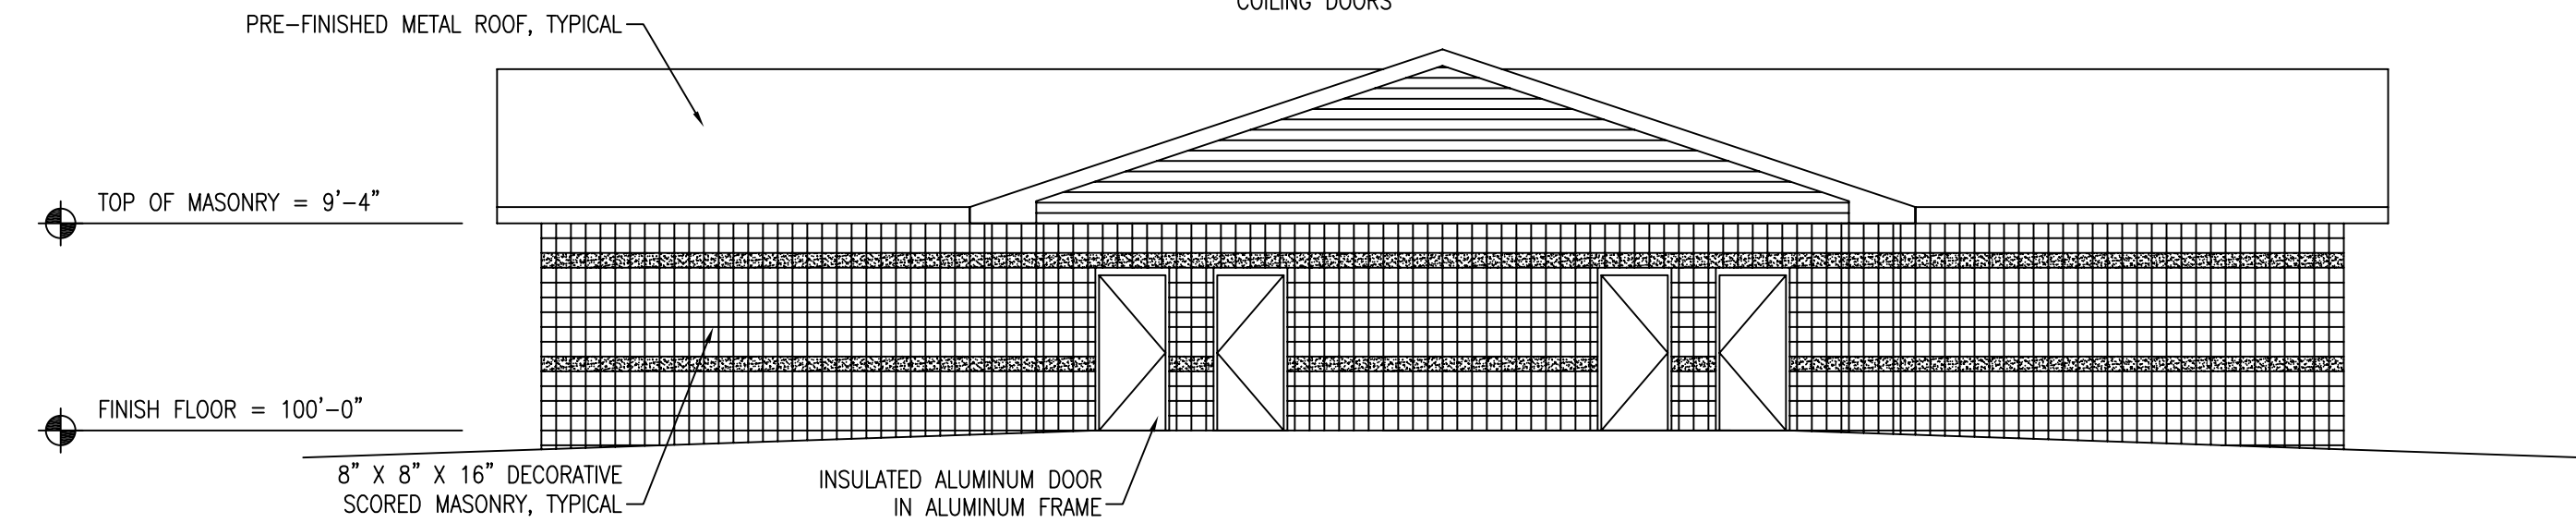 COILING DOORS
PRE-FINISHED METAL ROOF, TYPICAL
TOP OF MASONRY = 9'-4"
FINISH FLOOR = 100'-0"
8" X 8" X 16" DECORATIVE
SCORED MASONRY, TYPICAL
INSULATED ALUMINUM DOOR
IN ALUMINUM FRAME